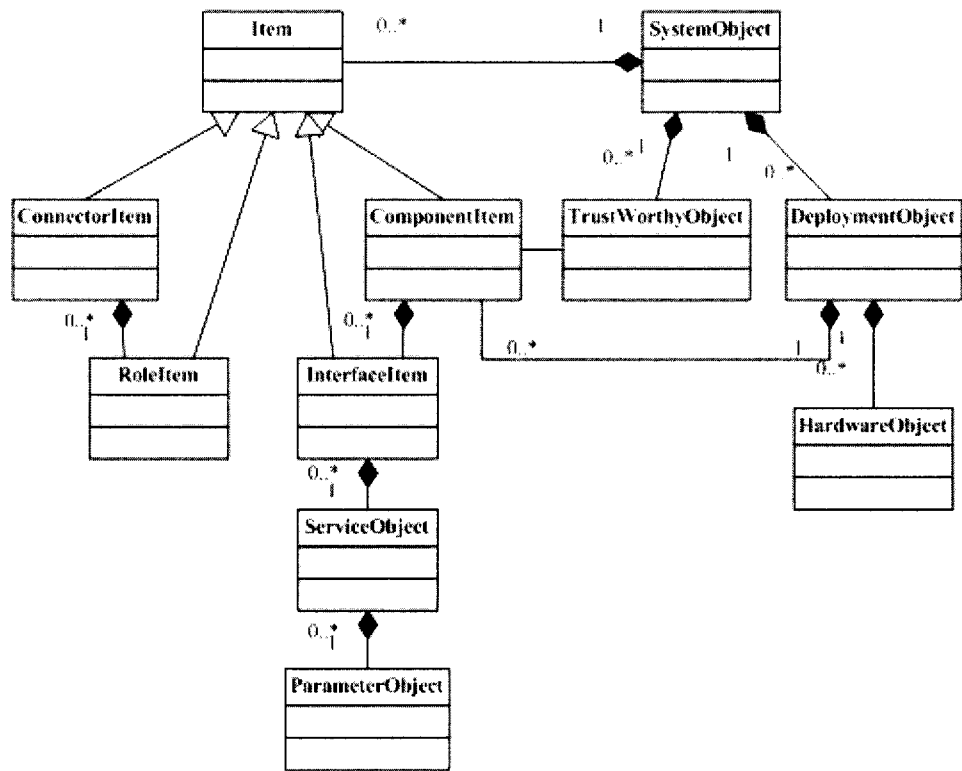 Item
0..*
1
SystemObject
0..*
1
1
0..*
ConnectorItem
ComponentItem
TrustWorthyObject
DeploymentObject
0..*
1
0..*
1
0..*
1
1
0..*
RoleItem
InterfaceItem
HardwareObject
0..*
1
ServiceObject
0..*
1
ParameterObject